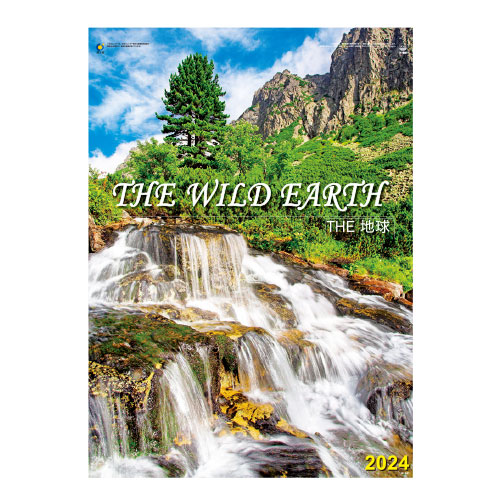 THE WILD EARTH
THE 地球
2024